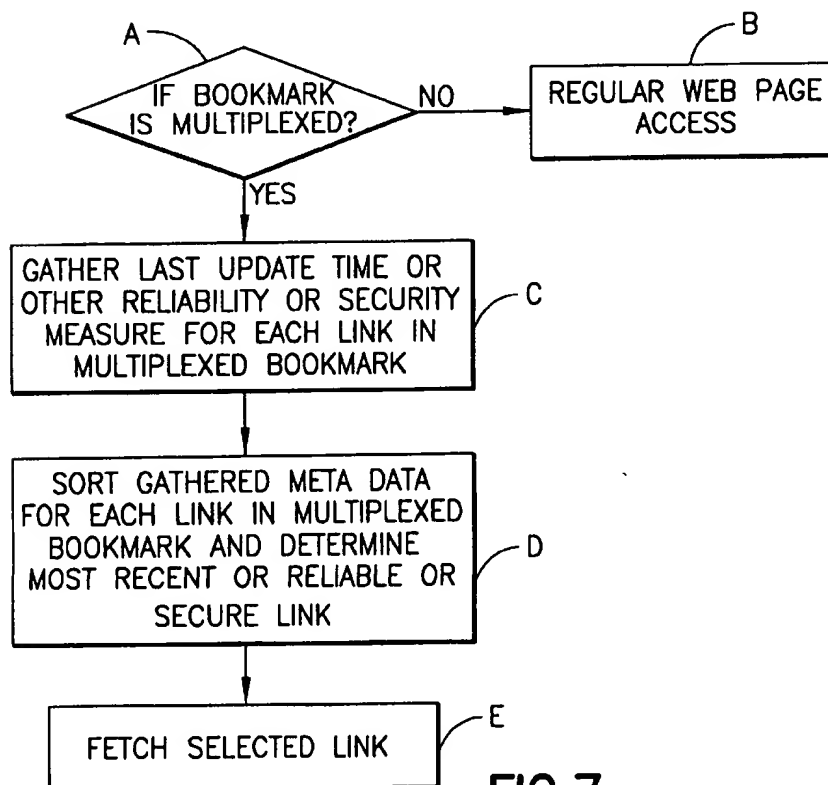 A
B
IF BOOKMARK
IS MULTIPLEXED?
NO
REGULAR WEB PAGE
ACCESS
YES
GATHER LAST UPDATE TIME OR
OTHER RELIABILITY OR SECURITY
MEASURE FOR EACH LINK IN
MULTIPLEXED BOOKMARK
C
SORT GATHERED META DATA
FOR EACH LINK IN MULTIPLEXED
BOOKMARK AND DETERMINE
MOST RECENT OR RELIABLE OR
SECURE LINK
D
FETCH SELECTED LINK
E
FIG.7